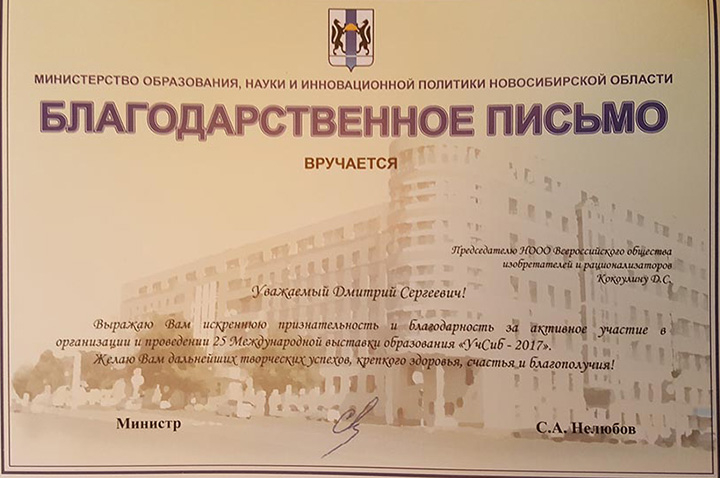 МИНИСТЕРСТВО ОБРАЗОВАНИЯ, НАУКИ И ИННОВАЦИОННОЙ ПОЛИТИКИ НОВОСИБИРСКОЙ ОБЛАСТИ
БЛАГОДАРСТВЕННОЕ ПИСЬМО
ВРУЧАЕТСЯ
Председателю НООО Всероссийского общества
изобретателей и рационализаторов
Кокоулину Д.С.
Уважаемый Дмитрий Сергеевич!
Выражаю Вам искреннюю признательность и благодарность за активное участие в
организации и проведении 25 Международной выставки образования «УчСиб - 2017».
Желаю Вам дальнейших творческих успехов, крепкого здоровья, счастья и благополучия!
Министр С.А. Нелюбов